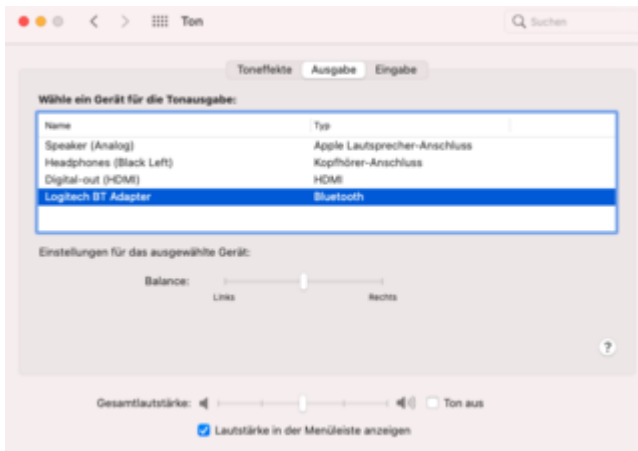 Ton
Suchen
Toneffekte Ausgabe Eingabe
Wähle ein Gerät für die Tonausgabe:
Name Typ
Speaker (Analog) Apple Lautsprecher-Anschluss
Headphones (Black Left) Kopfhörer-Anschluss
Digital-out (HDMI) HDMI
Logitech BT Adapter Bluetooth
Einstellungen für das ausgewählte Gerät:
Balance:
Links Rechts
?
Gesamtlautstärke: Ton aus
Lautstärke in der Menüleiste anzeigen